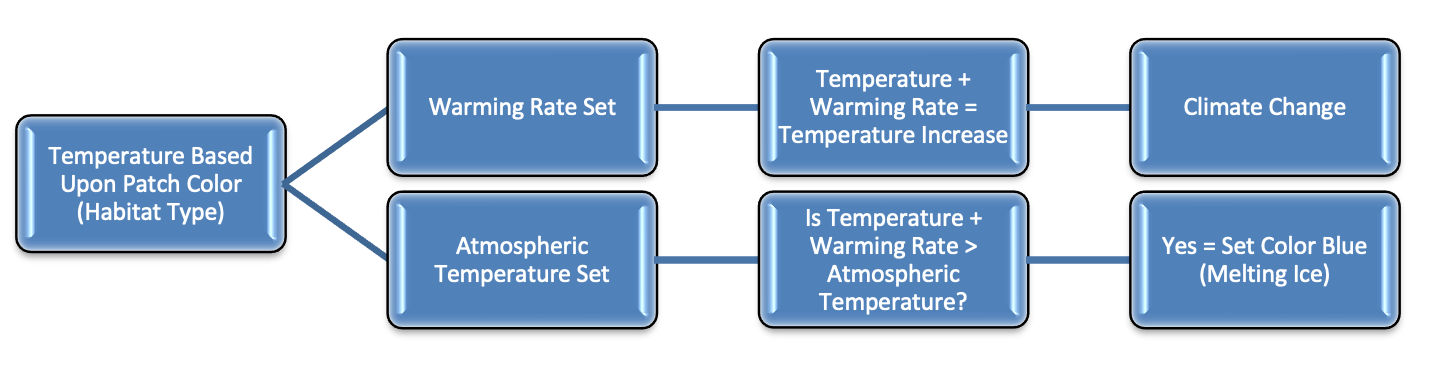 Temperature Based
Upon Patch Color
(Habitat Type)
Warming Rate Set
Temperature +
Warming Rate =
Temperature Increase
Climate Change
Atmospheric
Temperature Set
Is Temperature +
Warming Rate >
Atmospheric
Temperature?
Yes = Set Color Blue
(Melting Ice)